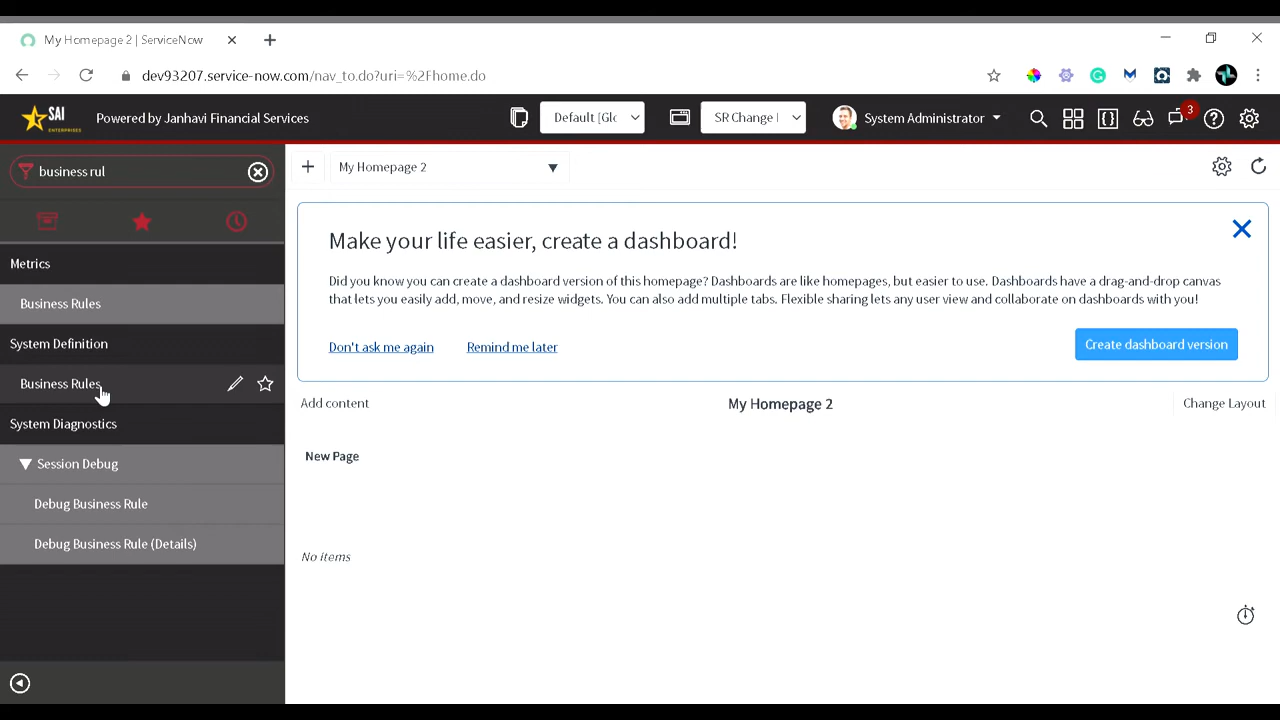 My Homepage 2 | ServiceNow
dev93207.service-now.com/nav_to.do?uri=%2Fhome.do
SAI
ENTERPRISES
Powered by Janhavi Financial Services
Default [Glc
SR Change I
System Administrator
3
business rul
My Homepage 2
Metrics
Business Rules
System Definition
Business Rules
System Diagnostics
Session Debug
Debug Business Rule
Debug Business Rule (Details)
Make your life easier, create a dashboard!
Did you know you can create a dashboard version of this homepage? Dashboards are like homepages, but easier to use. Dashboards have a drag-and-drop canvas
that lets you easily add, move, and resize widgets. You can also add multiple tabs. Flexible sharing lets any user view and collaborate on dashboards with you!
Don't ask me again
Remind me later
Create dashboard version
Add content
My Homepage 2
Change Layout
New Page
No items